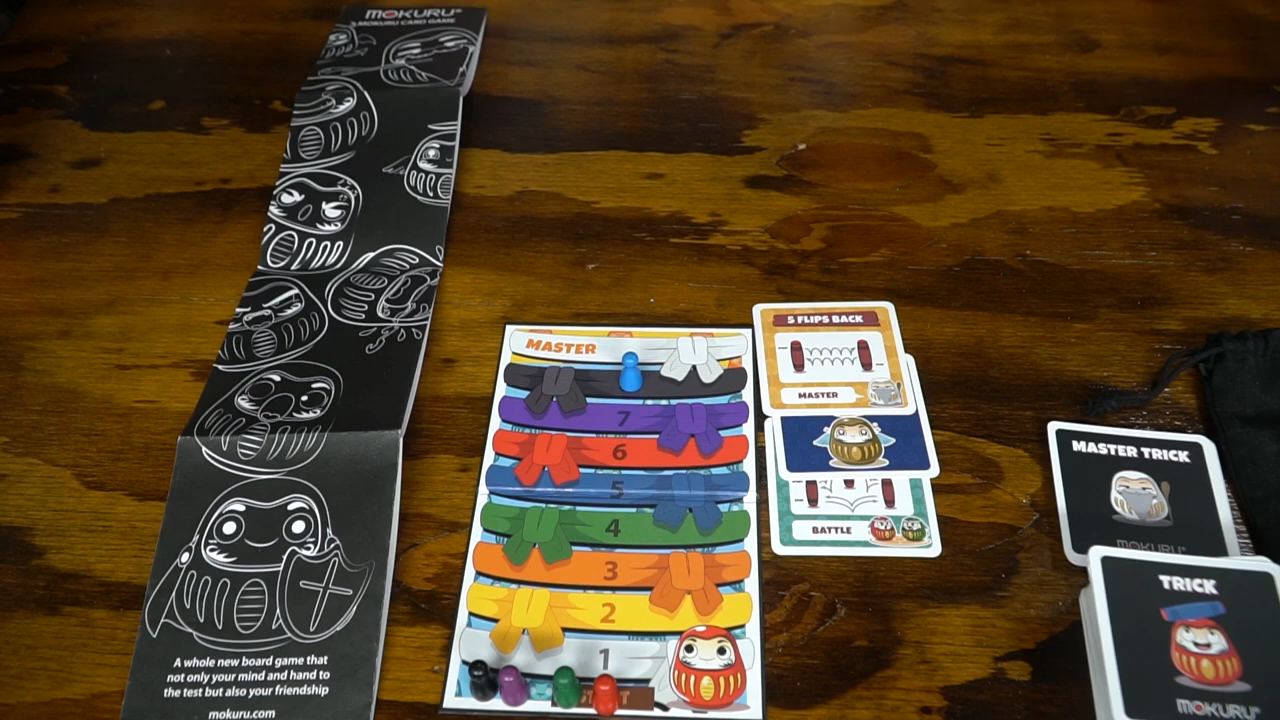 MOKURU
MOKURU CARD GAME
A whole new board game that
not only your mind and hand to
the test but also your friendship
mokuru.com
MASTER
7
6
5
4
3
2
1
5 FLIPS BACK
MASTER
BATTLE
MASTER TRICK
MOKURU
TRICK
MOKURU